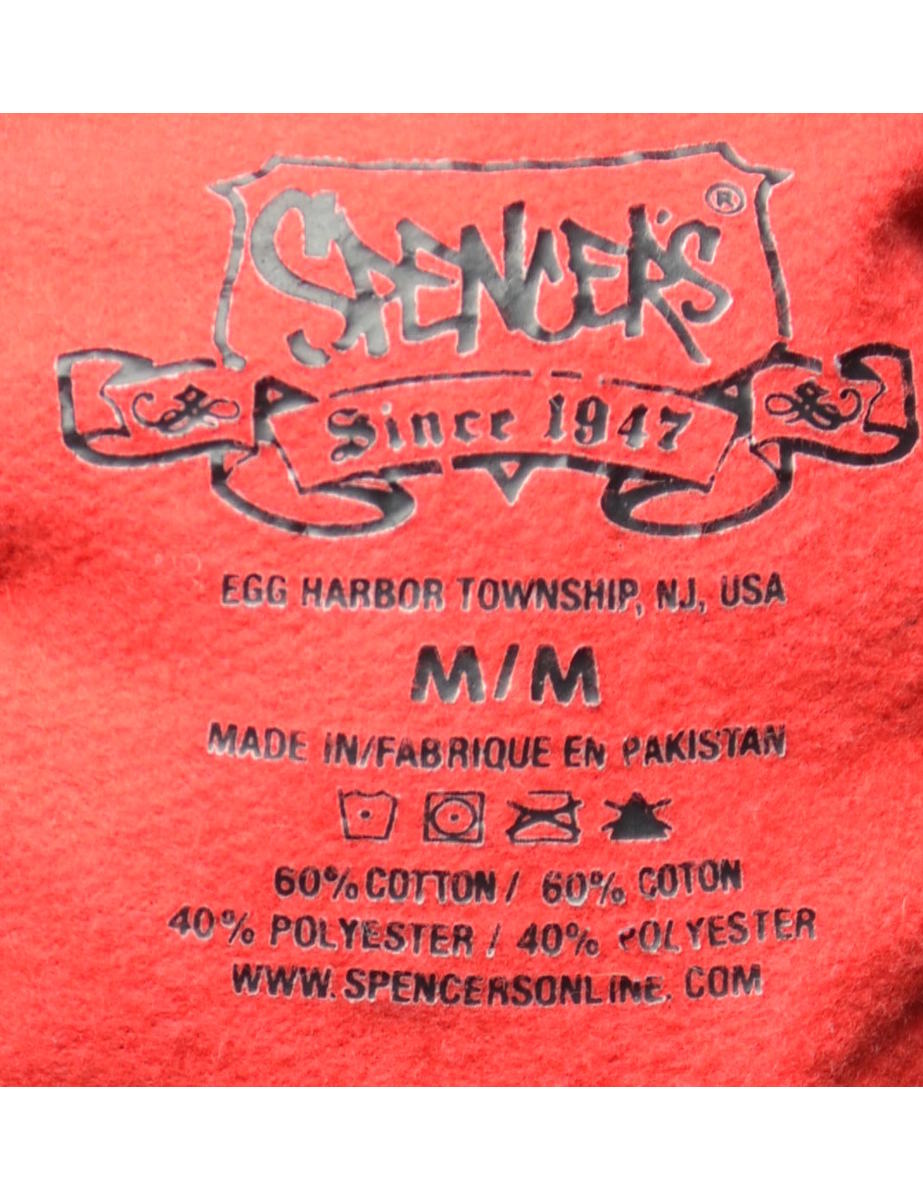 SPENCER'S ®
Since 1947
EGG HARBOR TOWNSHIP, NJ, USA
M/M
MADE IN/FABRIQUE EN PAKISTAN
60% COTTON / 60% COTON
40% POLYESTER / 40% POLYESTER
WWW.SPENCERSONLINE.COM